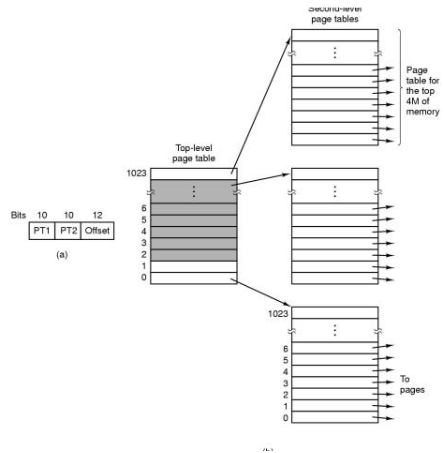 Second-level
page tables
Page
table for
the top
4M of
memory
Top-level
page table
1023
6
5
4
3
2
1
0
Bits 10 10 12
PT1 PT2 Offset
(a)
1023
6
5
4
3
2
1
0
To
pages
(b)